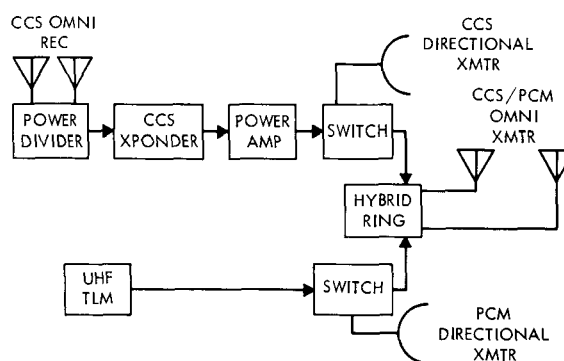 CCS OMNI
REC
CCS
DIRECTIONAL
XMTR
CCS/PCM
OMNI
XMTR
POWER
DIVIDER
CCS
XPONDER
POWER
AMP
SWITCH
HYBRID
RING
UHF
TLM
SWITCH
PCM
DIRECTIONAL
XMTR